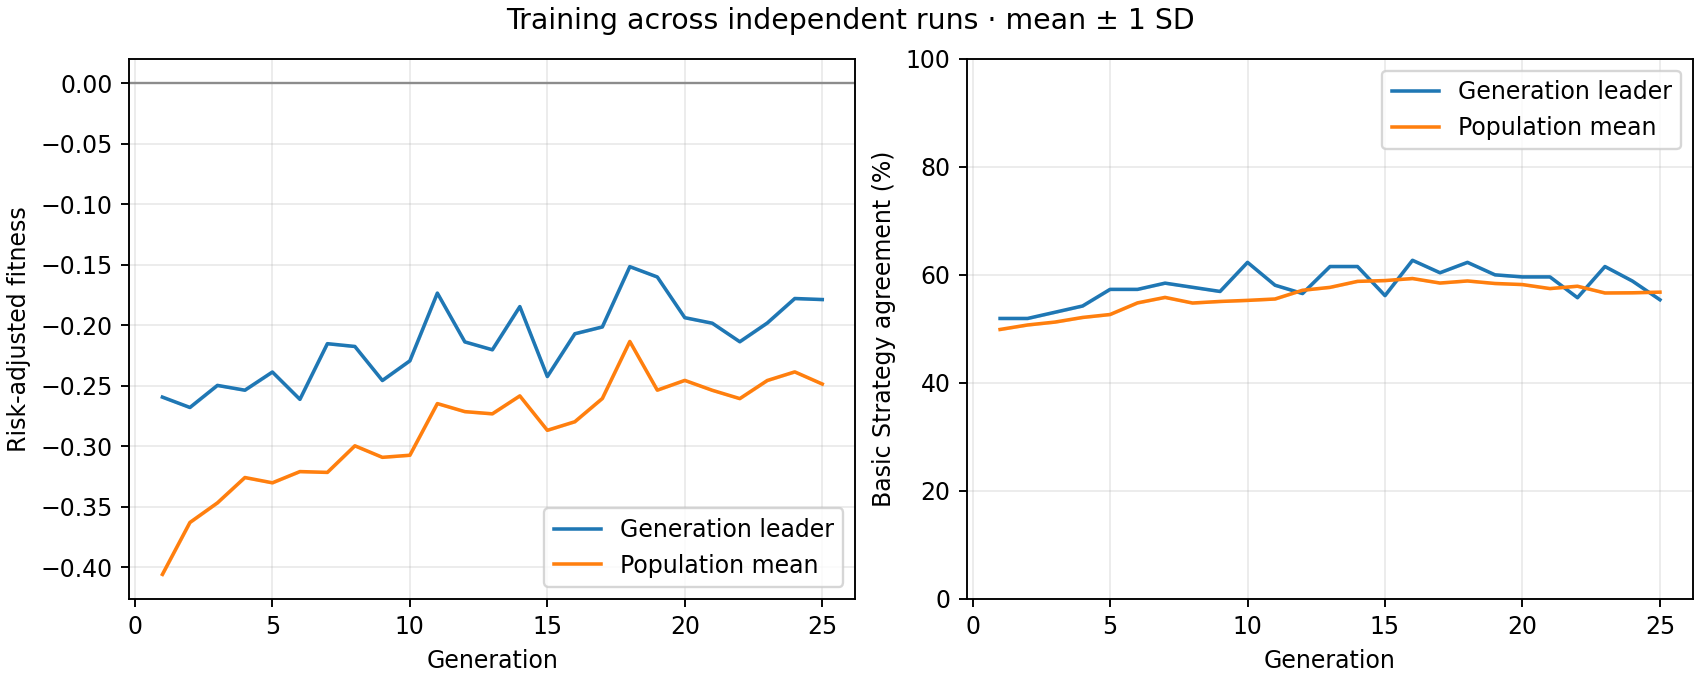 Training across independent runs · mean ± 1 SD
Risk-adjusted fitness
0.00
−0.05
−0.10
−0.15
−0.20
−0.25
−0.30
−0.35
−0.40
Generation leader
Population mean
0 5 10 15 20 25
Generation
Basic Strategy agreement (%)
100
80
60
40
20
0
Generation leader
Population mean
0 5 10 15 20 25
Generation